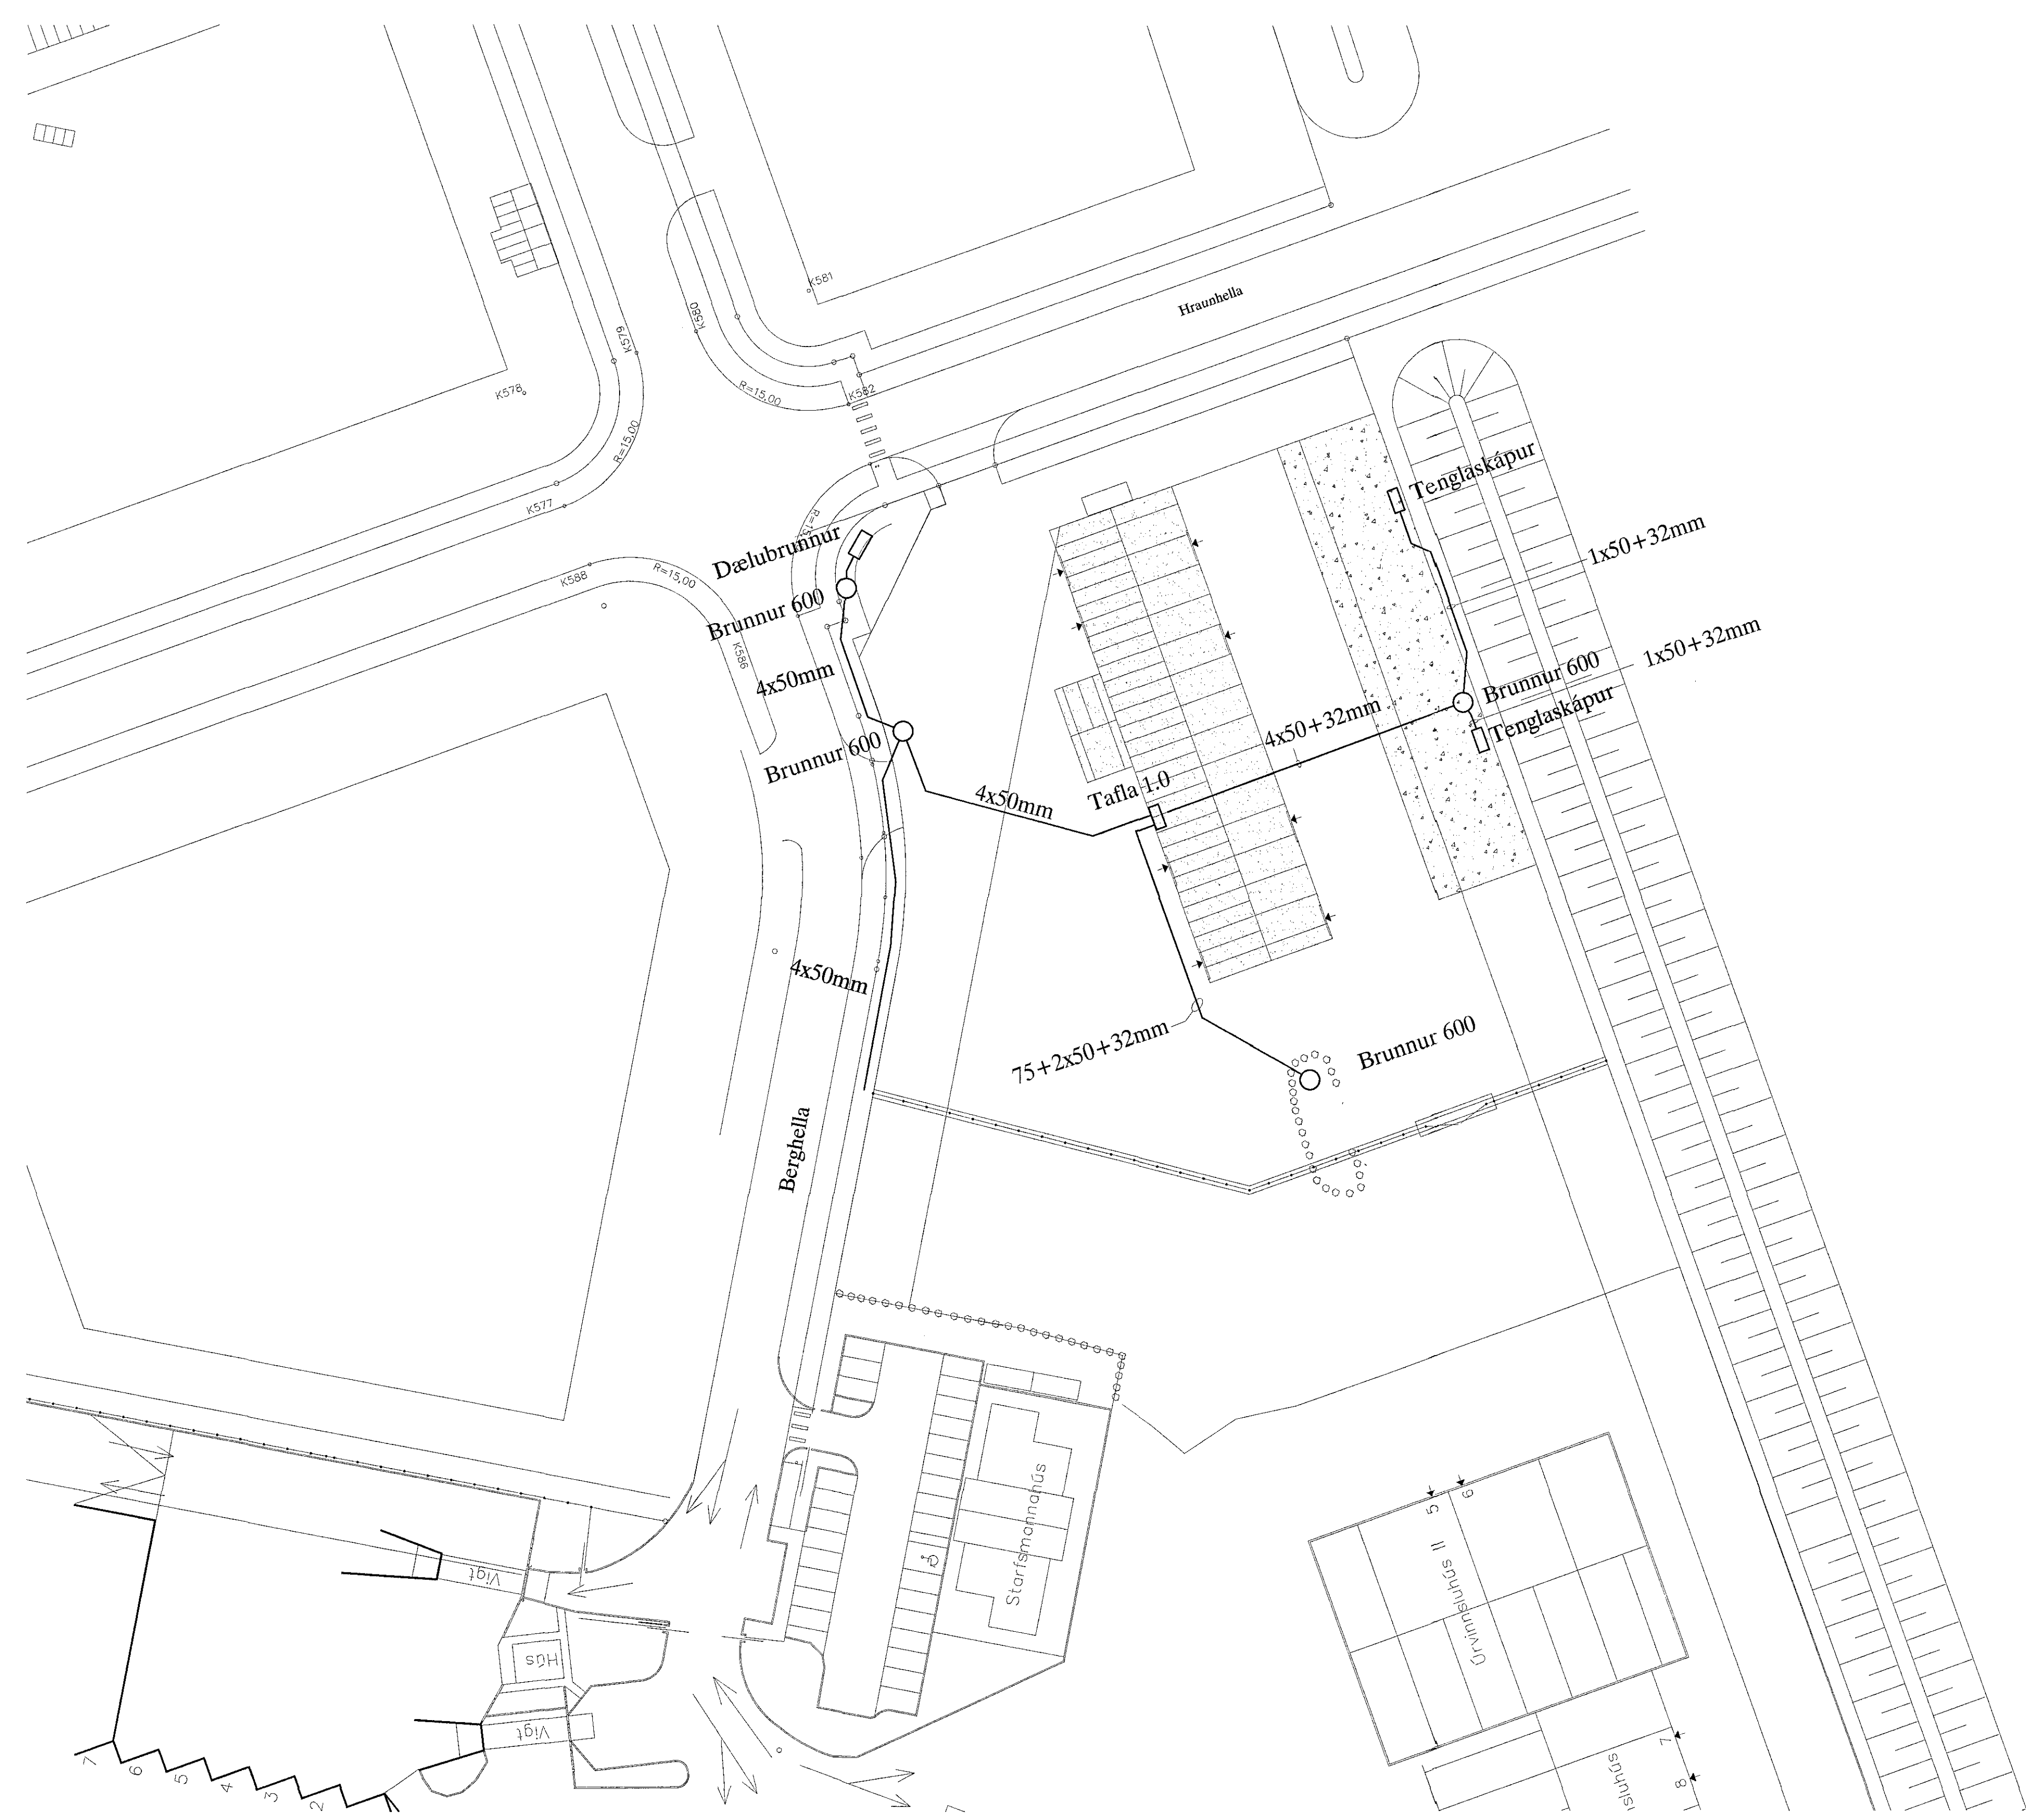 K581
Hraunhella
K580
K579
K578
R=15,00
K582
R=15,00
K577
Tenglaskápur
R=15
Dælubrunnur
1x50+32mm
K588
R=15,00
Brunnur 600
K586
1x50+32mm
Brunnur 600
4x50mm
Tenglaskápur
4x50+32mm
Brunnur 600
Tafla 1.0
4x50mm
4x50mm
75+2x50+32mm
Brunnur 600
Berghella
Starfsmannahús
5
6
Úrvinnsluhús II
Vigt
Hús
Vigt
7
6
5
4
3
2
7
8